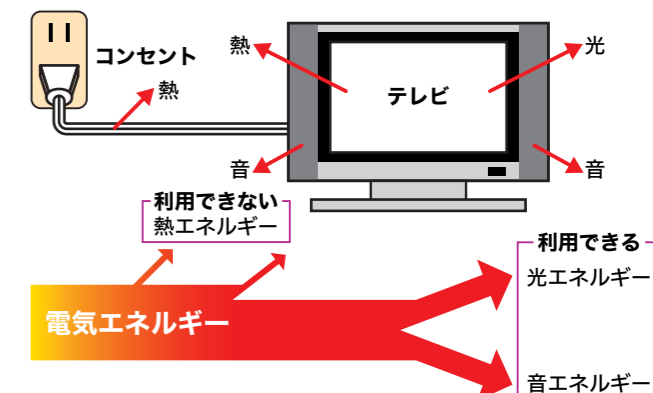 コンセント
熱
熱
テレビ
光
音
音
利用できない
熱エネルギー
電気エネルギー
利用できる
光エネルギー
音エネルギー